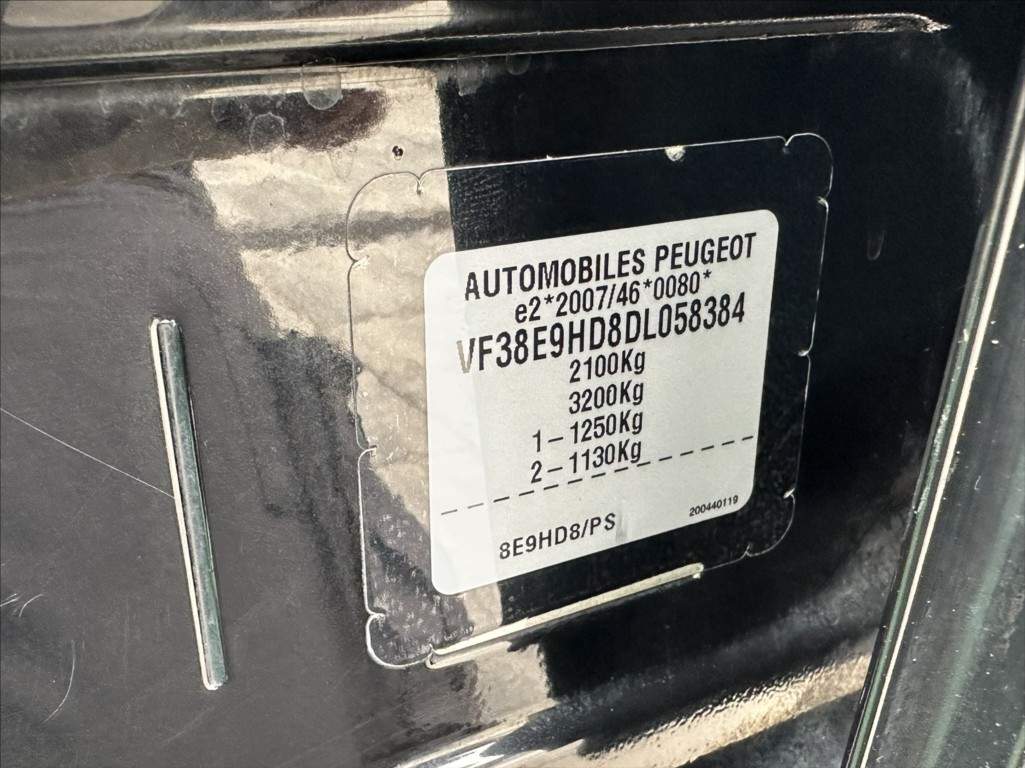 AUTOMOBILES PEUGEOT
e2*2007/46*0080*
VF38E9HD8DL058384
2100Kg
3200Kg
1-1250Kg
2-1130Kg
8E9HD8/PS
200440119